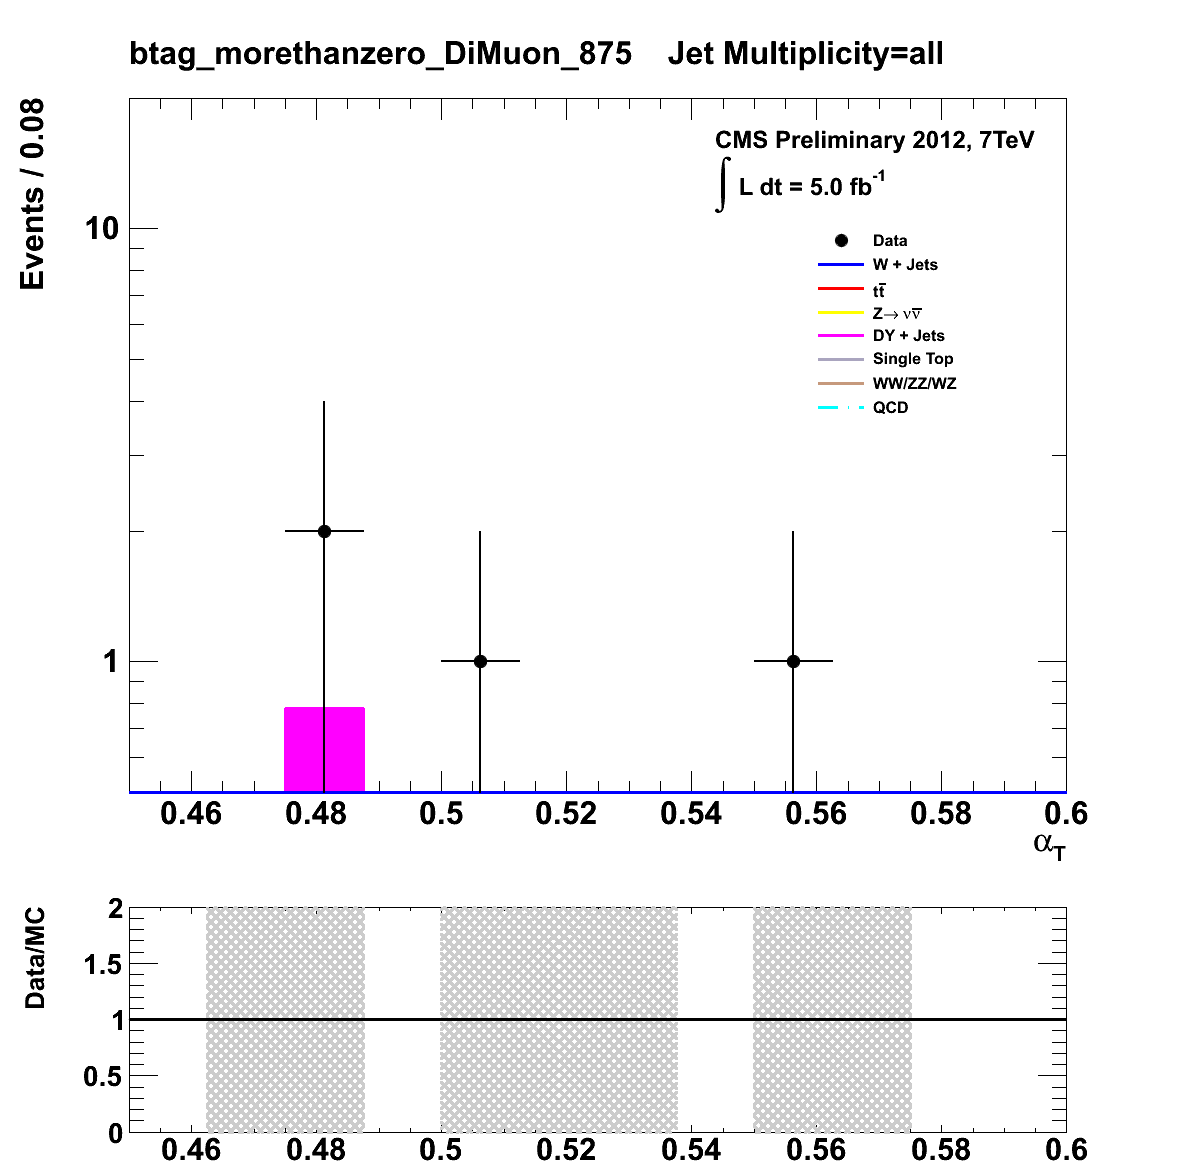 btag_morethanzero_DiMuon_875 Jet Multiplicity=all
Events / 0.08
CMS Preliminary 2012, 7TeV
∫ L dt = 5.0 fb⁻¹
Data
W + Jets
tt̅
Z→ νν̅
DY + Jets
Single Top
WW/ZZ/WZ
QCD
10
1
0.46 0.48 0.5 0.52 0.54 0.56 0.58 0.6
α_T
Data/MC
2
1.5
1
0.5
0
0.46 0.48 0.5 0.52 0.54 0.56 0.58 0.6